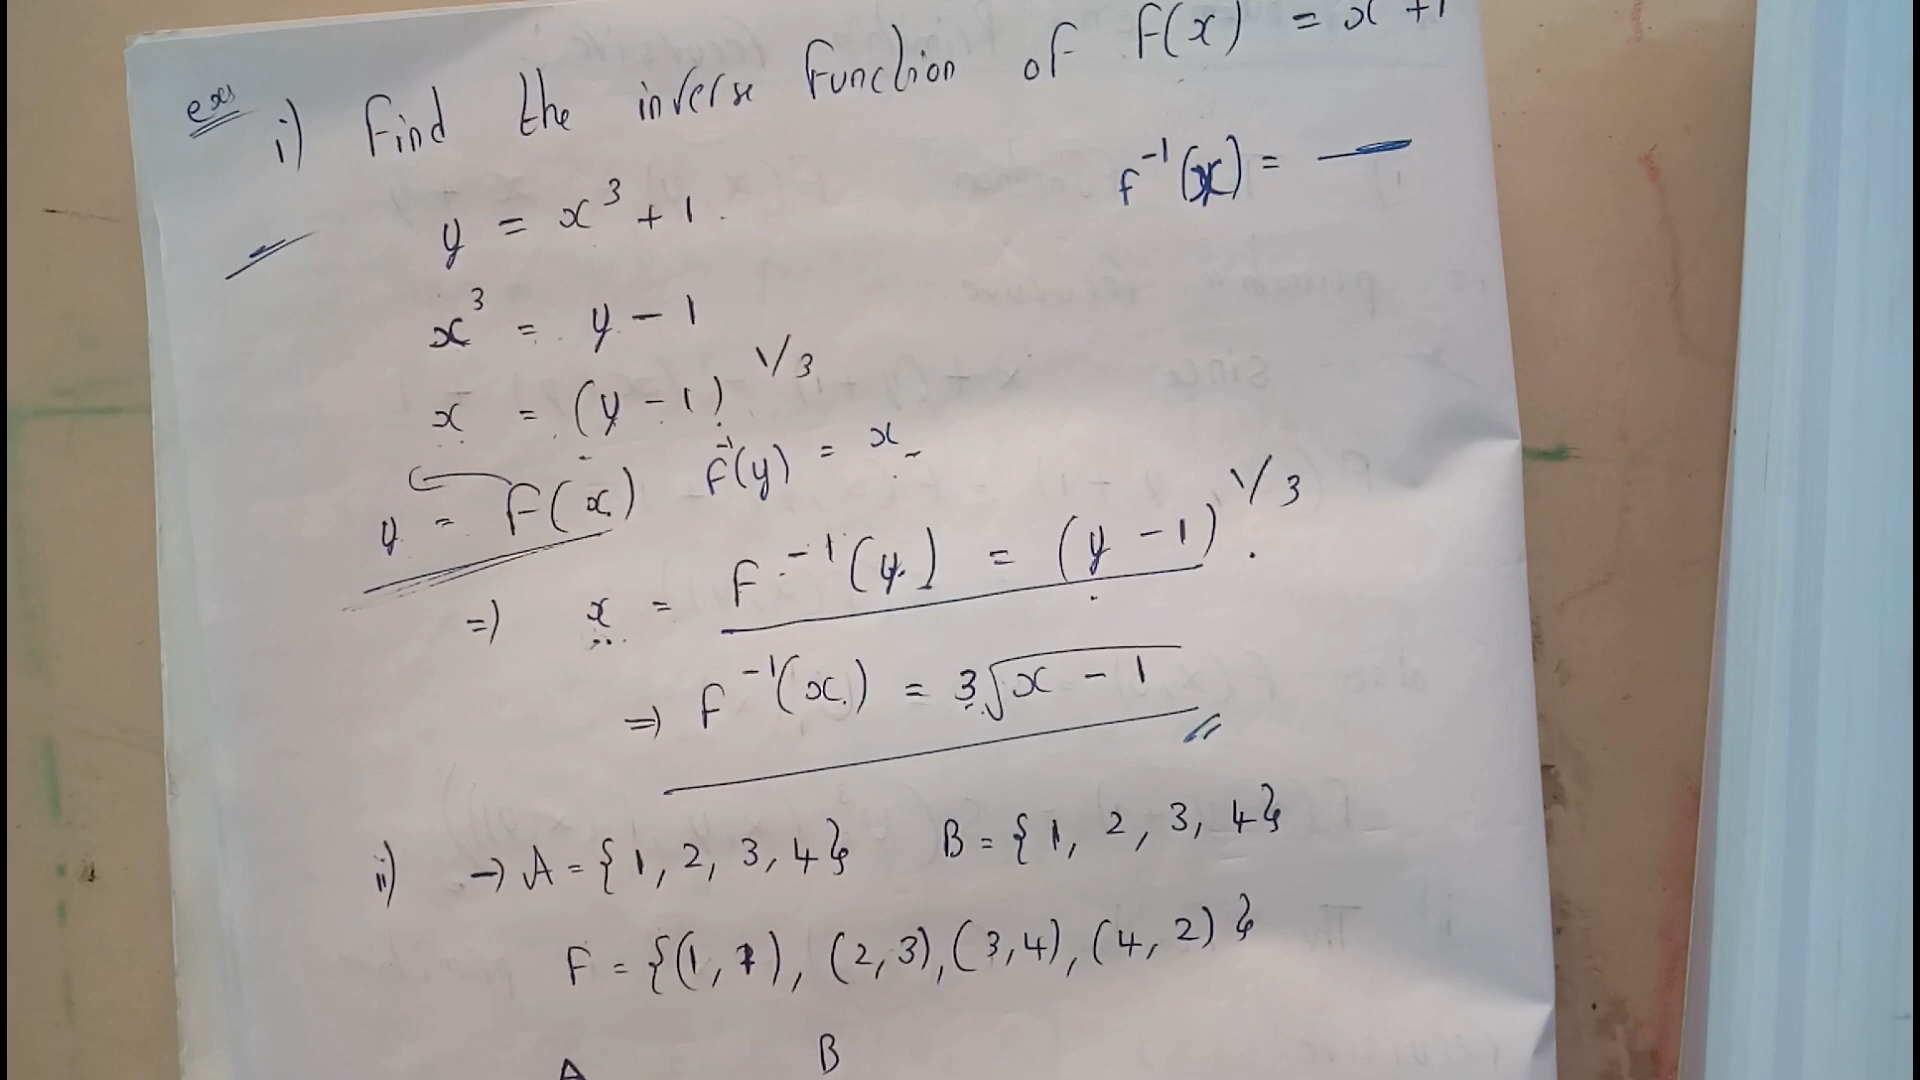 exs i) Find the inverse function of F(x) = x +1
f⁻¹(x) = —
y = x³ + 1
x³ = y - 1
x = (y - 1)^1/3
y = F(x) F⁻¹(y) = x
=) x = F⁻¹(y) = (y - 1)^1/3
=) F⁻¹(x) = 3√x - 1
ii) → A = {1, 2, 3, 4} B = {1, 2, 3, 4}
F = {(1, 1), (2,3), (3,4), (4, 2)}
A B